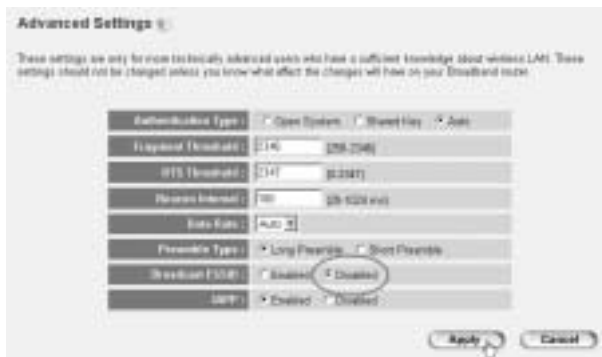 Advanced Settings
These settings are only for more technically advanced users who have a sufficient knowledge about wireless LAN. These
settings should not be changed unless you know what effect the changes will have on your Broadband router.
Authentication Type : Open System Shared Key Auto
Fragment Threshold : 2346 (256-2346)
RTS Threshold : 2347 (0-2347)
Beacon Interval : 100 (20-1024 ms)
Data Rate : Auto
Preamble Type : Long Preamble Short Preamble
Broadcast ESSID : Enabled Disabled
IAPP : Enabled Disabled
Apply Cancel